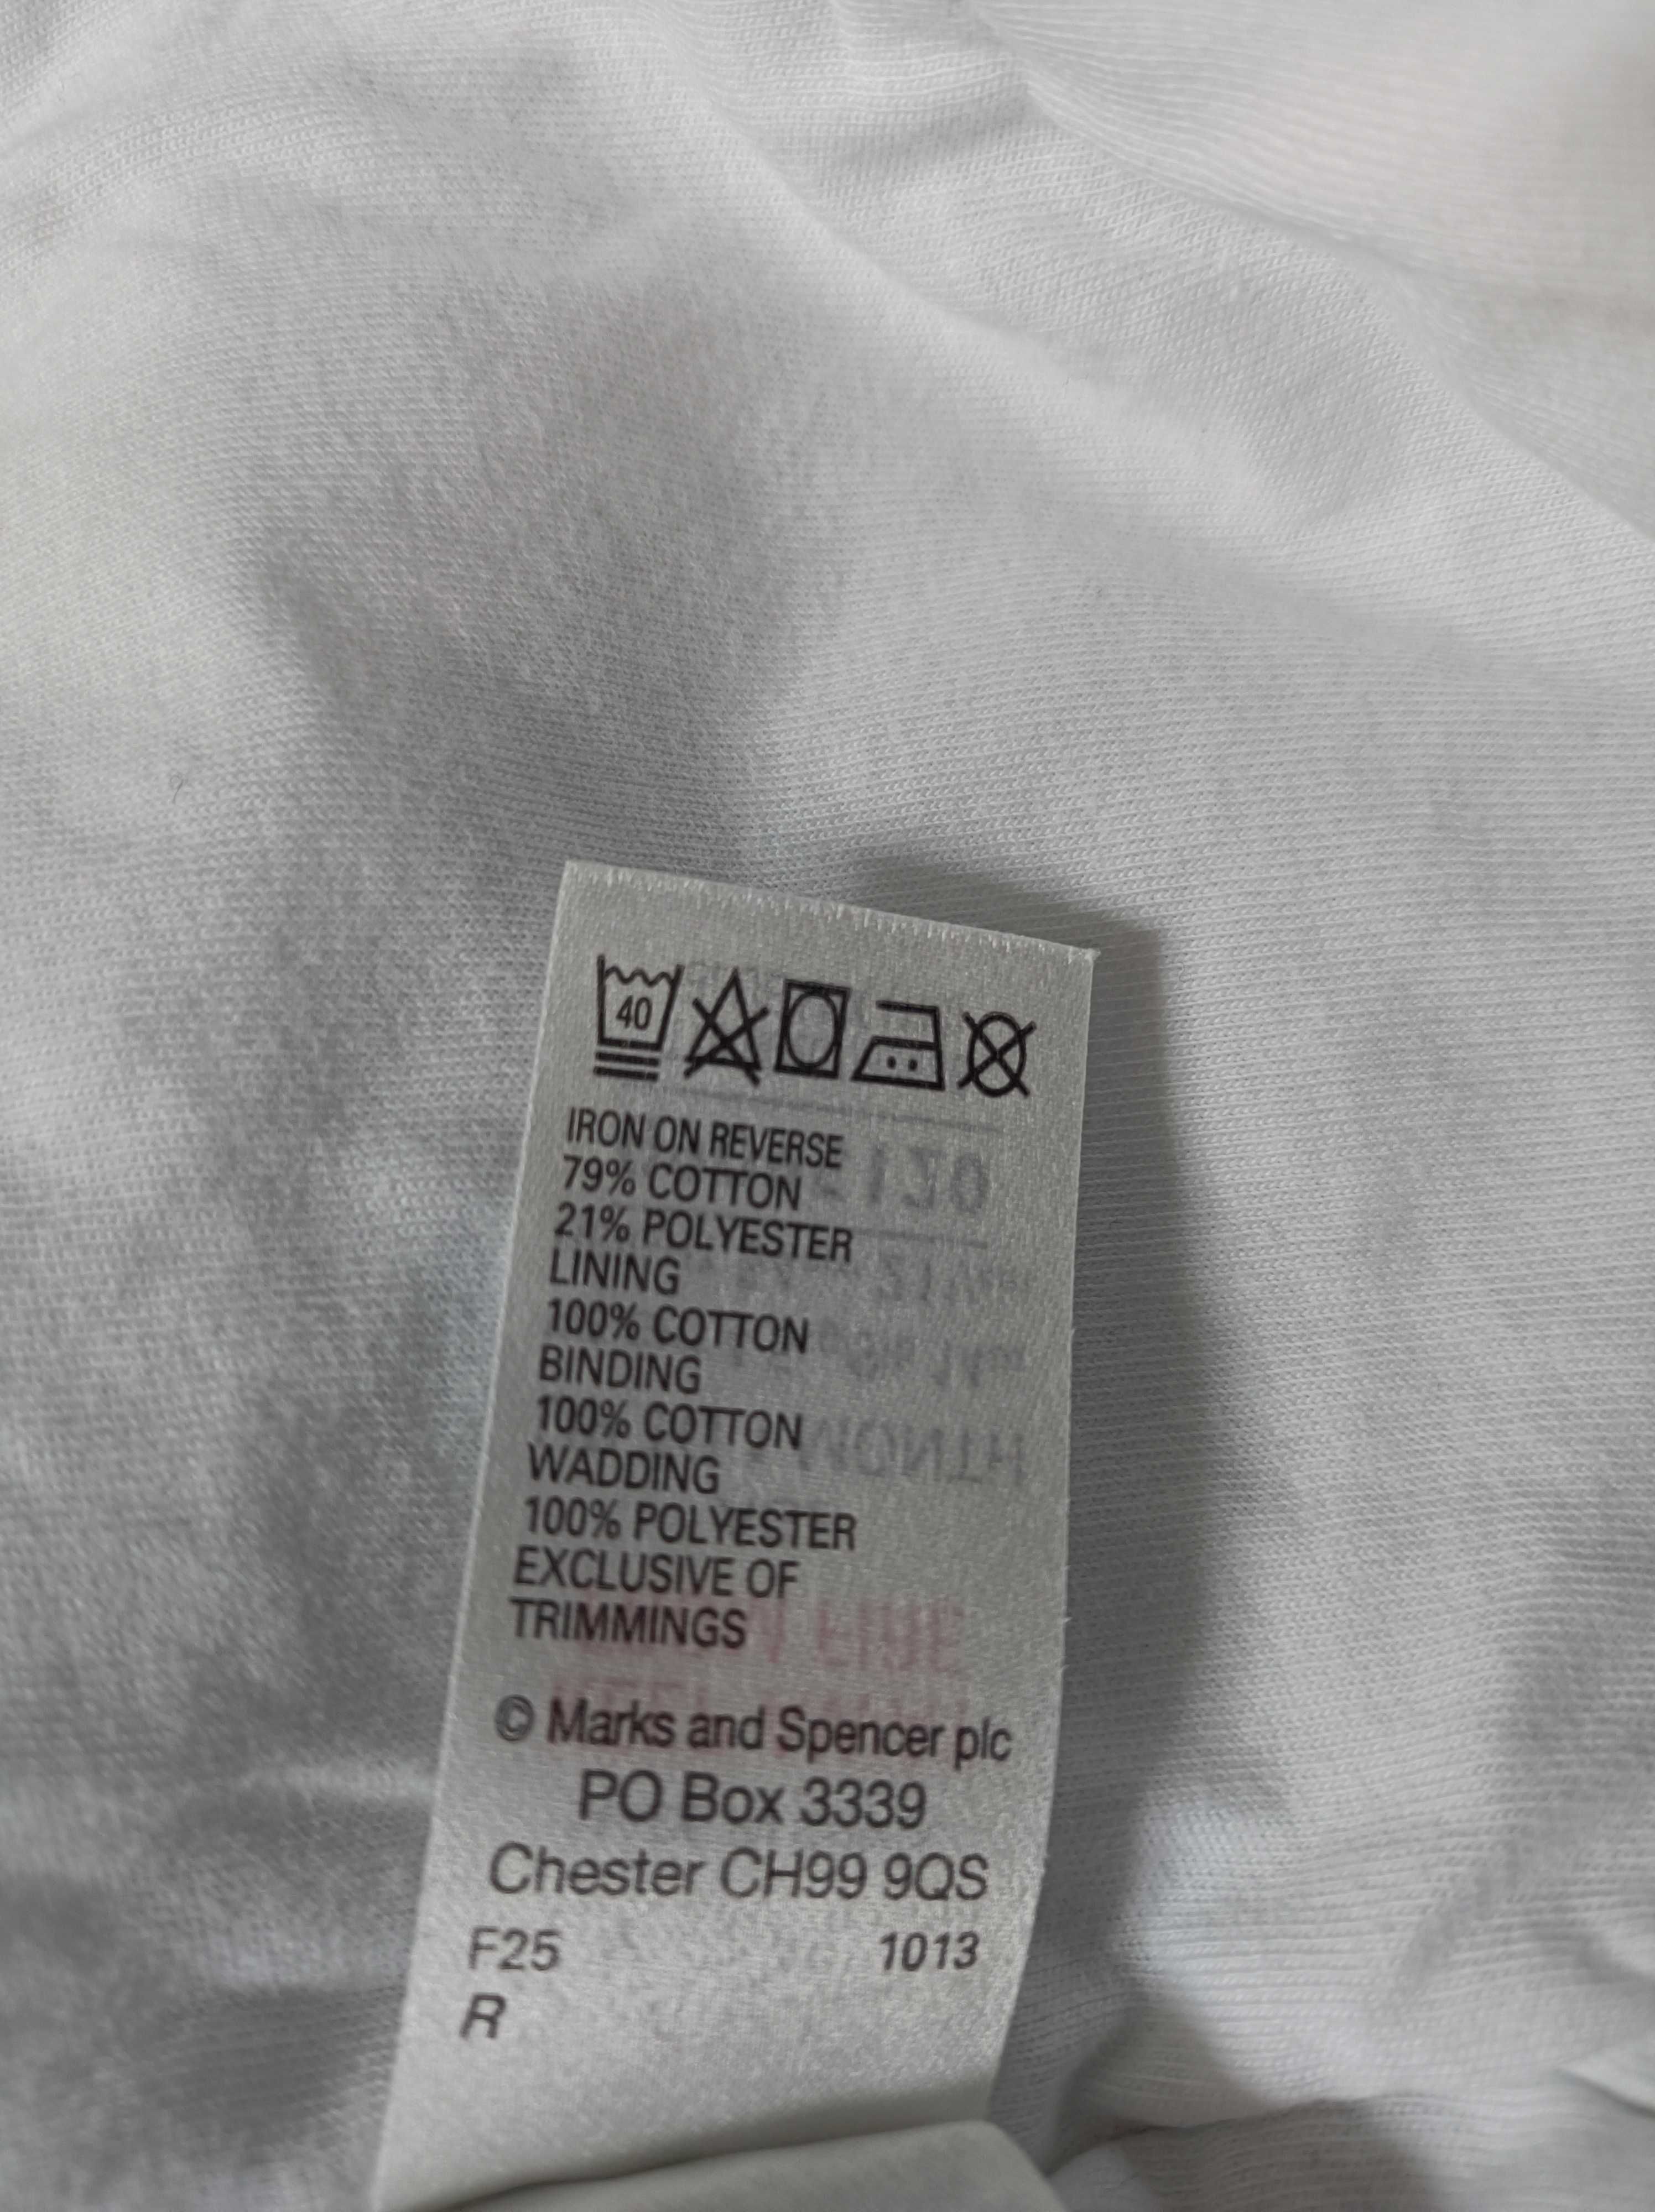 40
IRON ON REVERSE
79% COTTON
21% POLYESTER
LINING
100% COTTON
BINDING
100% COTTON
WADDING
100% POLYESTER
EXCLUSIVE OF
TRIMMINGS
© Marks and Spencer plc
PO Box 3339
Chester CH99 9QS
F25 1013
R